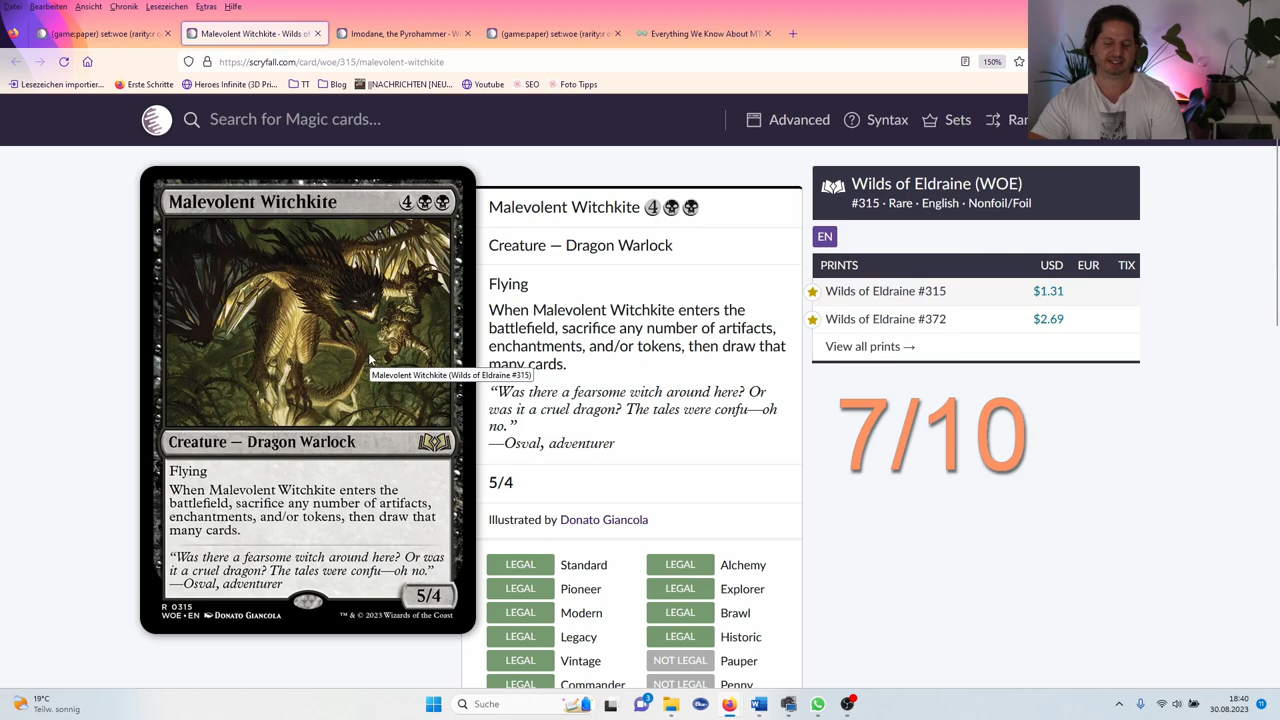 Datei Bearbeiten Ansicht Chronik Lesezeichen Extras Hilfe
(game:paper) set:woe (rarity:r o
Malevolent Witchkite · Wilds of
Imodane, the Pyrohammer · W
(game:paper) set:woe (rarity:r o
Everything We Know About MT
https://scryfall.com/card/woe/315/malevolent-witchkite
150%
Lesezeichen importier...
Erste Schritte
Heroes Infinite (3D Pri...
TT
Blog
||NACHRICHTEN [NEU...
Youtube
SEO
Foto Tipps
Search for Magic cards...
Advanced
Syntax
Sets
Ran
Malevolent Witchkite 4
Creature — Dragon Warlock
Flying
When Malevolent Witchkite enters the
battlefield, sacrifice any number of artifacts,
enchantments, and/or tokens, then draw that
many cards.
“Was there a fearsome witch around here? Or was
it a cruel dragon? The tales were confu—oh no.”
—Osval, adventurer
5/4
R 0315
WOE • EN Donato Giancola
™ & © 2023 Wizards of the Coast
Malevolent Witchkite (Wilds of Eldraine #315)
Malevolent Witchkite 4
Creature — Dragon Warlock
Flying
When Malevolent Witchkite enters the
battlefield, sacrifice any number of artifacts,
enchantments, and/or tokens, then draw that
many cards.
“Was there a fearsome witch around here? Or
was it a cruel dragon? The tales were confu—oh
no.”
—Osval, adventurer
5/4
Illustrated by Donato Giancola
LEGAL Standard LEGAL Alchemy
LEGAL Pioneer LEGAL Explorer
LEGAL Modern LEGAL Brawl
LEGAL Legacy LEGAL Historic
LEGAL Vintage NOT LEGAL Pauper
LEGAL Commander NOT LEGAL Penny
Wilds of Eldraine (WOE)
#315 · Rare · English · Nonfoil/Foil
EN
PRINTS USD EUR TIX
Wilds of Eldraine #315 $1.31
Wilds of Eldraine #372 $2.69
View all prints →
7/10
19°C
Teilw. sonnig
Suche
3
18:40
30.08.2023